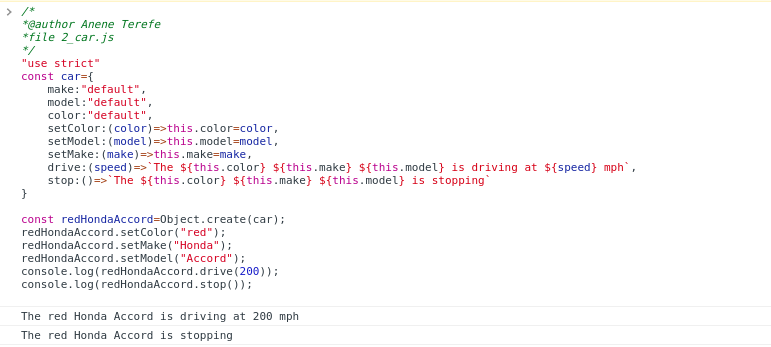 /*
*@author Anene Terefe
*file 2_car.js
*/
"use strict"
const car={
    make:"default",
    model:"default",
    color:"default",
    setColor:(color)=>this.color=color,
    setModel:(model)=>this.model=model,
    setMake:(make)=>this.make=make,
    drive:(speed)=>`The ${this.color} ${this.make} ${this.model} is driving at ${speed} mph`,
    stop:()=>`The ${this.color} ${this.make} ${this.model} is stopping`
}
const redHondaAccord=Object.create(car);
redHondaAccord.setColor("red");
redHondaAccord.setMake("Honda");
redHondaAccord.setModel("Accord");
console.log(redHondaAccord.drive(200));
console.log(redHondaAccord.stop());
The red Honda Accord is driving at 200 mph
The red Honda Accord is stopping